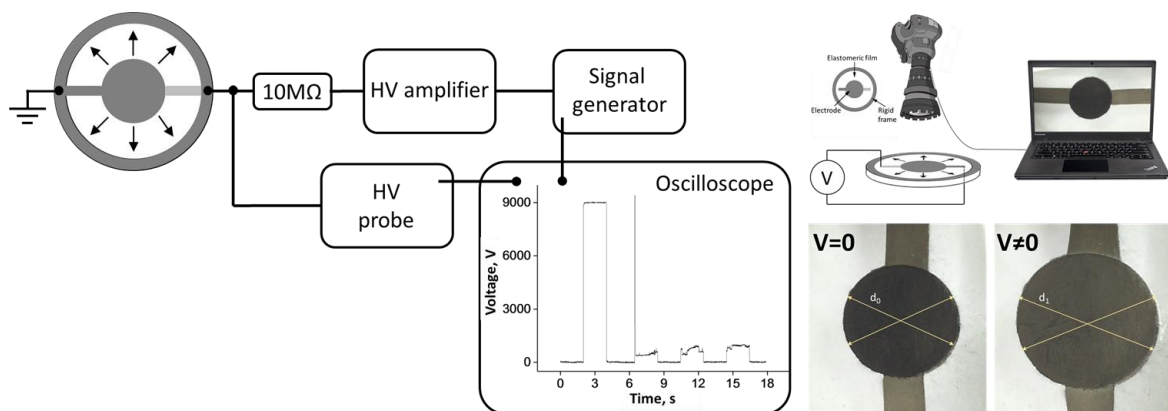 10MΩ
HV amplifier
Signal
generator
HV
probe
Oscilloscope
Voltage, V
9000
6000
3000
0
0
3
6
9
12
15
18
Time, s
Elastomeric film
Electrode
Rigid
frame
V
V=0
d0
V≠0
d1